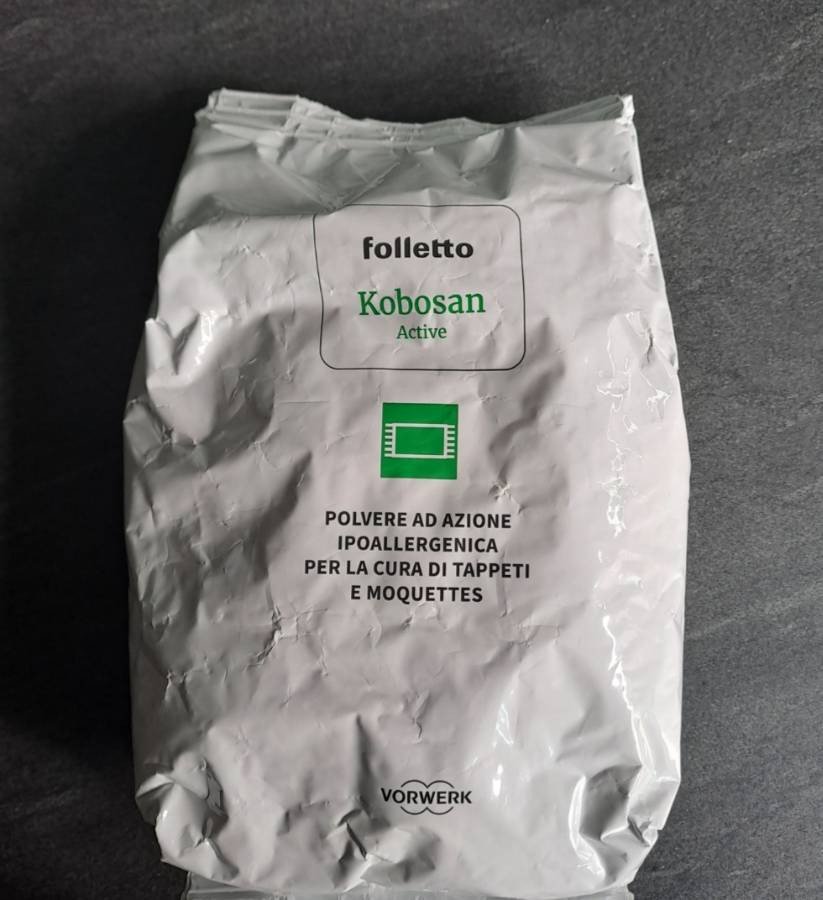 folletto
Kobosan
Active
POLVERE AD AZIONE
IPOALLERGENICA
PER LA CURA DI TAPPETI
E MOQUETTES
VORWERK